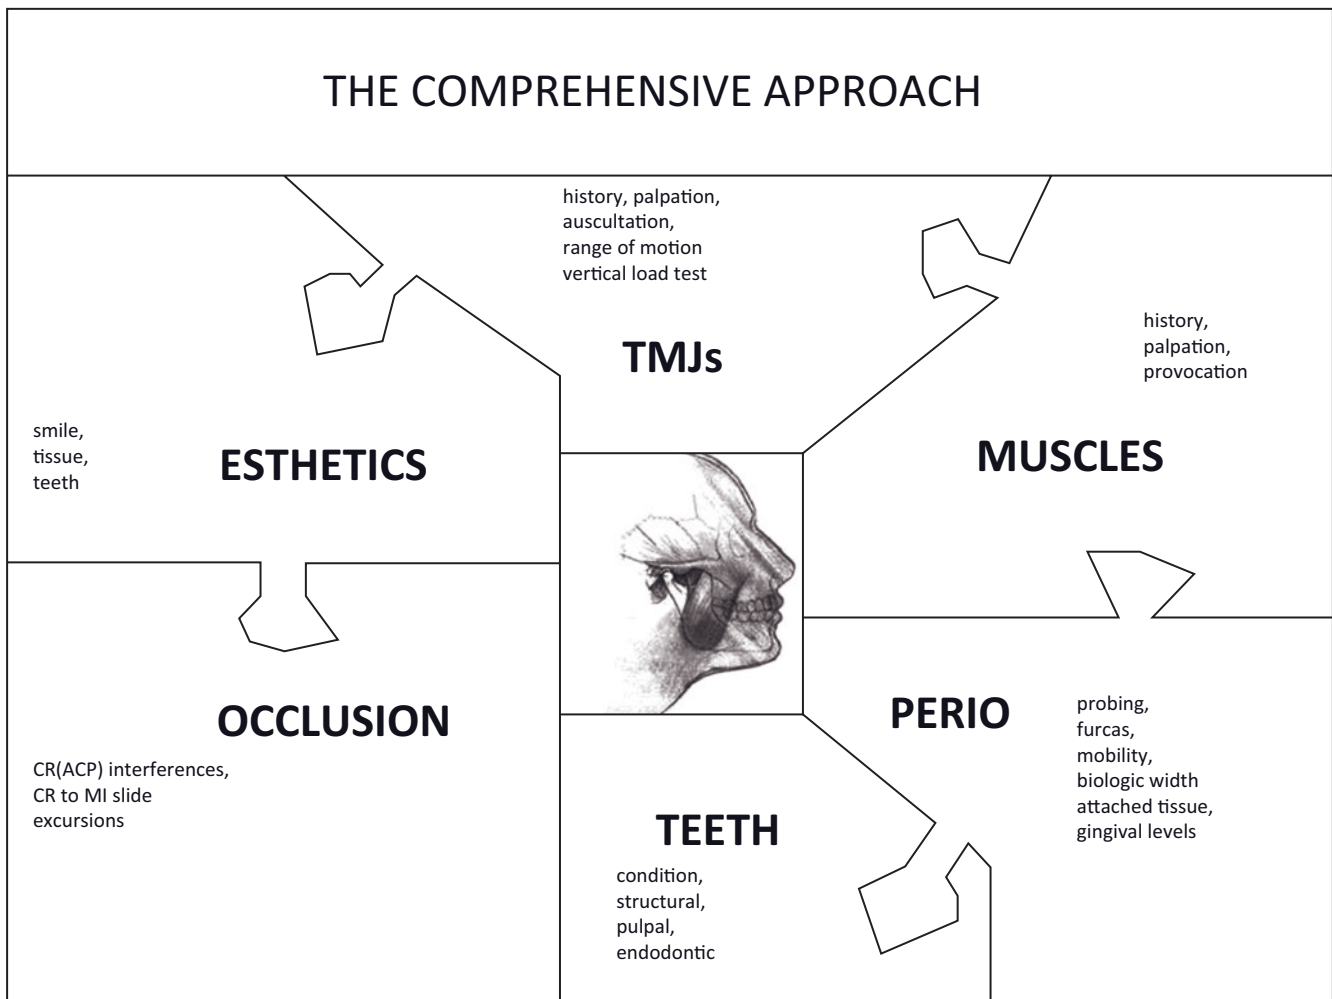 THE COMPREHENSIVE APPROACH
history, palpation,
auscultation,
range of motion
vertical load test
TMJs
history,
palpation,
provocation
MUSCLES
smile,
tissue,
teeth
ESTHETICS
OCCLUSION
CR(ACP) interferences,
CR to MI slide
excursions
PERIO
probing,
furcas,
mobility,
biologic width
attached tissue,
gingival levels
TEETH
condition,
structural,
pulpal,
endodontic